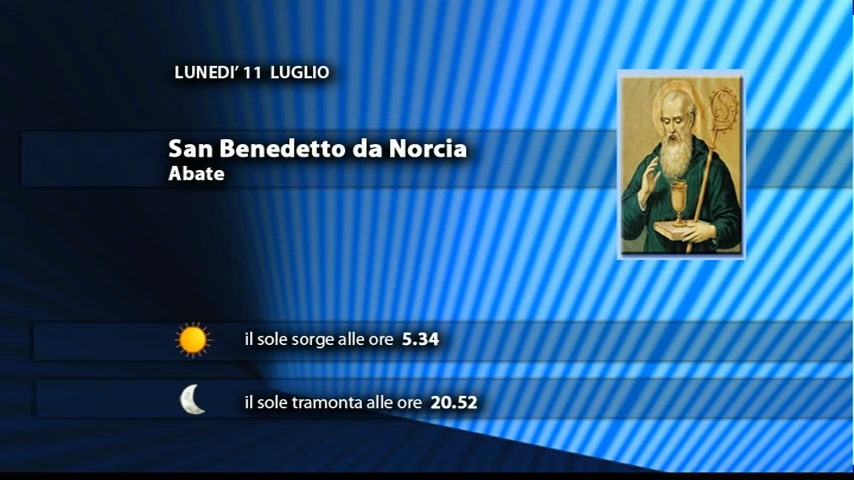 LUNEDI’ 11 LUGLIO
San Benedetto da Norcia
Abate
il sole sorge alle ore 5.34
il sole tramonta alle ore 20.52